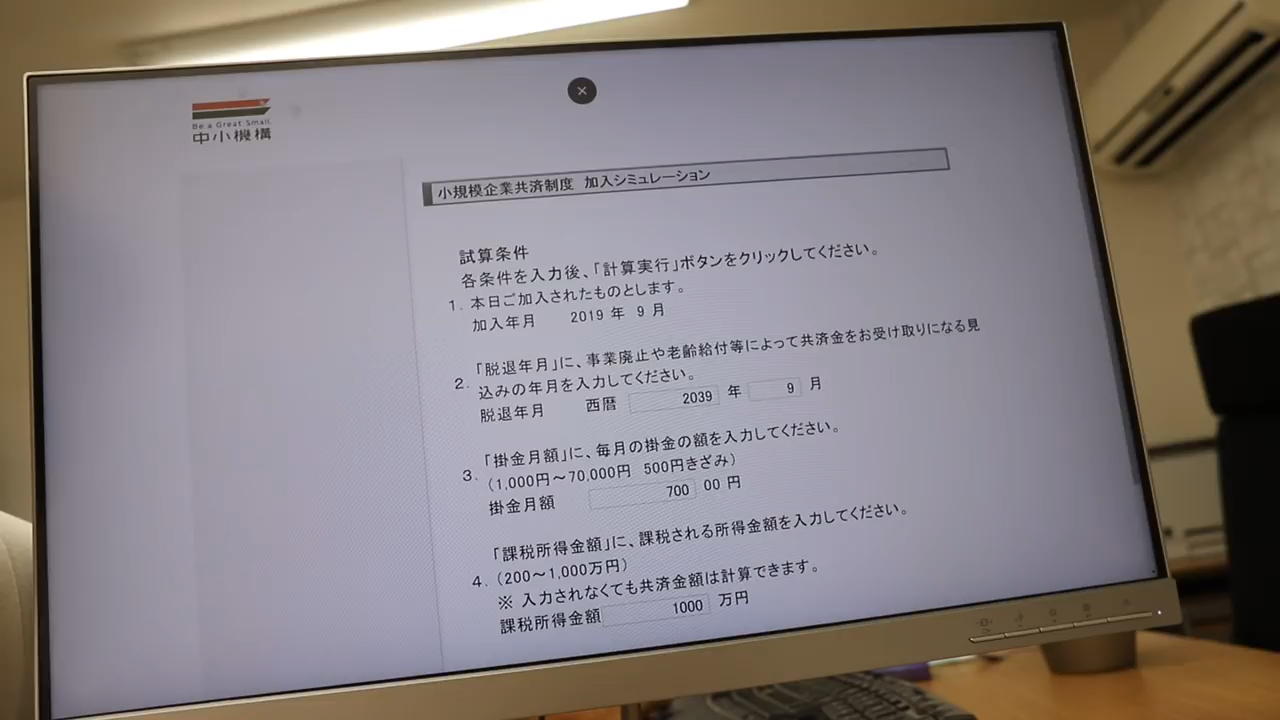 Be a Great Small.
中小機構
小規模企業共済制度 加入シミュレーション
試算条件
各条件を入力後、「計算実行」ボタンをクリックしてください。
1. 本日ご加入されたものとします。
加入年月 2019 年 9 月
2. 「脱退年月」に、事業廃止や老齢給付等によって共済金をお受け取りになる見
込みの年月を入力してください。
脱退年月 西暦 2039 年 9 月
3. 「掛金月額」に、毎月の掛金の額を入力してください。
(1,000円～70,000円 500円きざみ)
掛金月額 700 00 円
4. 「課税所得金額」に、課税される所得金額を入力してください。
(200～1,000万円)
※ 入力されなくても共済金額は計算できます。
課税所得金額 1000 万円